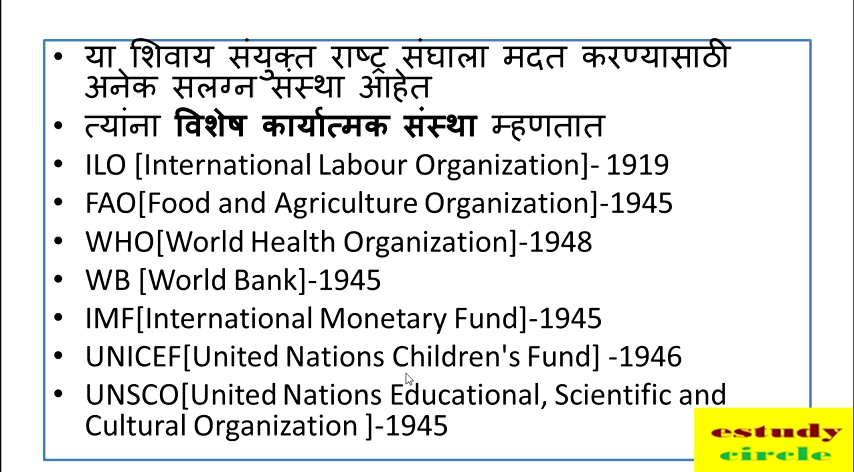 • या शिवाय संयुक्त राष्ट्र संघाला मदत करण्यासाठी
अनेक सलग्न संस्था आहेत
• त्यांना विशेष कार्यात्मक संस्था म्हणतात
• ILO [International Labour Organization]- 1919
• FAO[Food and Agriculture Organization]-1945
• WHO[World Health Organization]-1948
• WB [World Bank]-1945
• IMF[International Monetary Fund]-1945
• UNICEF[United Nations Children's Fund] -1946
• UNSCO[United Nations Educational, Scientific and
Cultural Organization ]-1945
estudy
circle